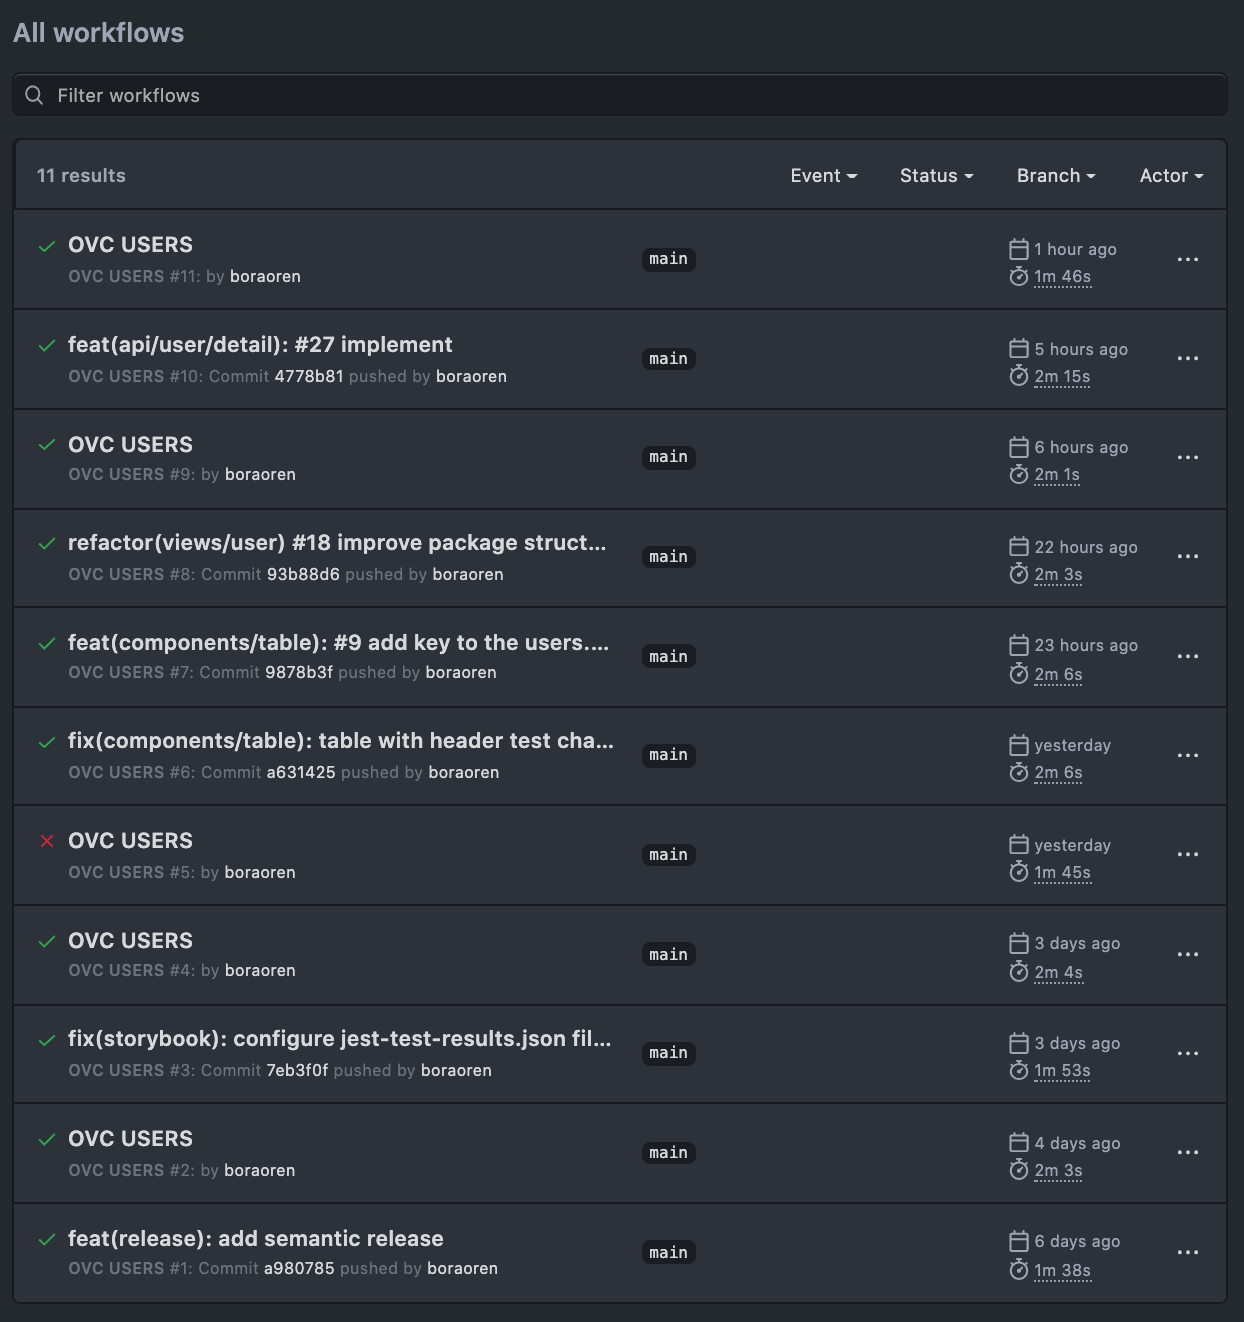 All workflows
Filter workflows
11 results Event Status Branch Actor
OVC USERS
OVC USERS #11: by boraoren
main
1 hour ago
1m 46s
feat(api/user/detail): #27 implement
OVC USERS #10: Commit 4778b81 pushed by boraoren
main
5 hours ago
2m 15s
OVC USERS
OVC USERS #9: by boraoren
main
6 hours ago
2m 1s
refactor(views/user) #18 improve package struct...
OVC USERS #8: Commit 93b88d6 pushed by boraoren
main
22 hours ago
2m 3s
feat(components/table): #9 add key to the users....
OVC USERS #7: Commit 9878b3f pushed by boraoren
main
23 hours ago
2m 6s
fix(components/table): table with header test cha...
OVC USERS #6: Commit a631425 pushed by boraoren
main
yesterday
2m 6s
OVC USERS
OVC USERS #5: by boraoren
main
yesterday
1m 45s
OVC USERS
OVC USERS #4: by boraoren
main
3 days ago
2m 4s
fix(storybook): configure jest-test-results.json fil...
OVC USERS #3: Commit 7eb3f0f pushed by boraoren
main
3 days ago
1m 53s
OVC USERS
OVC USERS #2: by boraoren
main
4 days ago
2m 3s
feat(release): add semantic release
OVC USERS #1: Commit a980785 pushed by boraoren
main
6 days ago
1m 38s